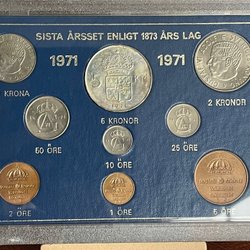 SISTA ÅRSSET ENLIGT 1873 ÅRS LAG
1971 1971
KRONA 2 KRONOR
5 KRONOR
50 ÖRE 10 ÖRE 25 ÖRE
2 ÖRE 1 ÖRE 5 ÖRE